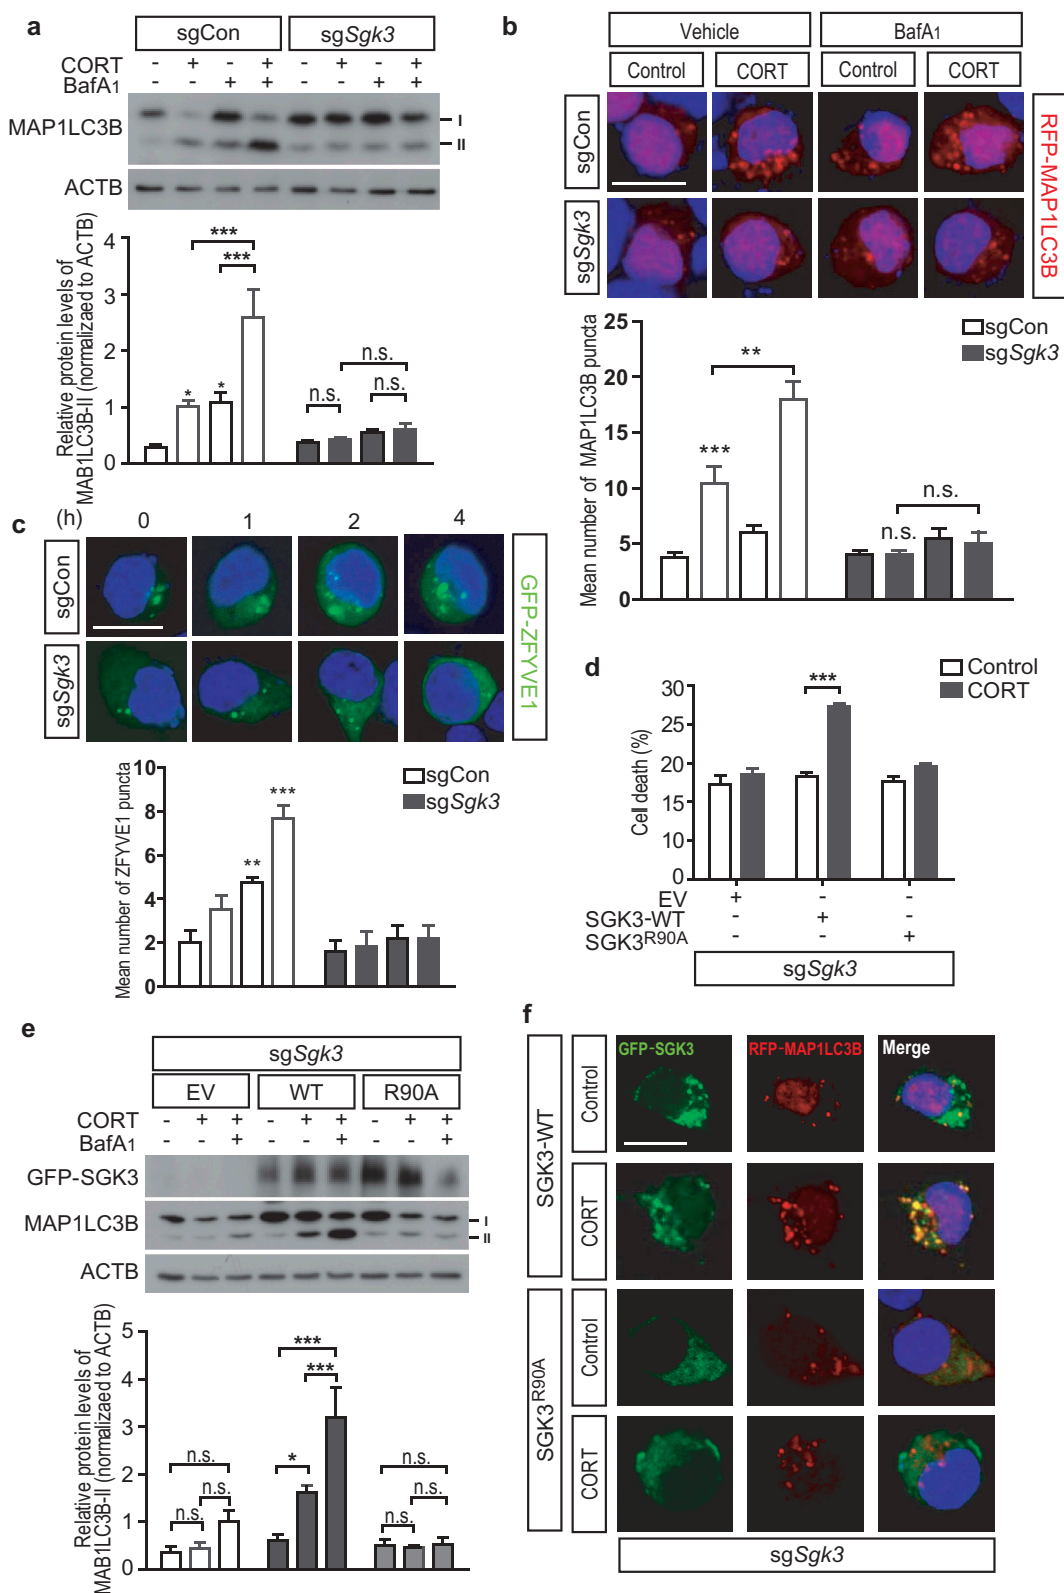 a
sgCon sgSgk3
CORT - + - + - + - +
BafA1 - - + + - - + +
MAP1LC3B
I
II
ACTB
Relative protein levels of
MAB1LC3B-II (normalizaed to ACTB)
4
3
2
1
0
***
***
*
*
n.s.
n.s.
n.s.
b
Vehicle BafA1
Control CORT Control CORT
sgCon
sgSgk3
RFP-MAP1LC3B
Mean number of MAP1LC3B puncta
25
20
15
10
5
0
sgCon
sgSgk3
**
***
n.s.
n.s.
c
(h) 0 1 2 4
sgCon
sgSgk3
GFP-ZFYVE1
Mean number of ZFYVE1 puncta
10
8
6
4
2
0
sgCon
sgSgk3
***
**
d
Control
CORT
Cell death (%)
30
25
20
15
10
0
***
EV + - -
SGK3-WT - + -
SGK3R90A - - +
sgSgk3
e
sgSgk3
EV WT R90A
CORT - + + - + + - + +
BafA1 - - + - - + - - +
GFP-SGK3
MAP1LC3B
I
II
ACTB
Relative protein levels of
MAB1LC3B-II (normalizaed to ACTB)
5
4
3
2
1
0
***
***
*
n.s.
n.s.
n.s.
n.s.
n.s.
n.s.
f
GFP-SGK3 RFP-MAP1LC3B Merge
SGK3-WT
Control
CORT
SGK3R90A
Control
CORT
sgSgk3